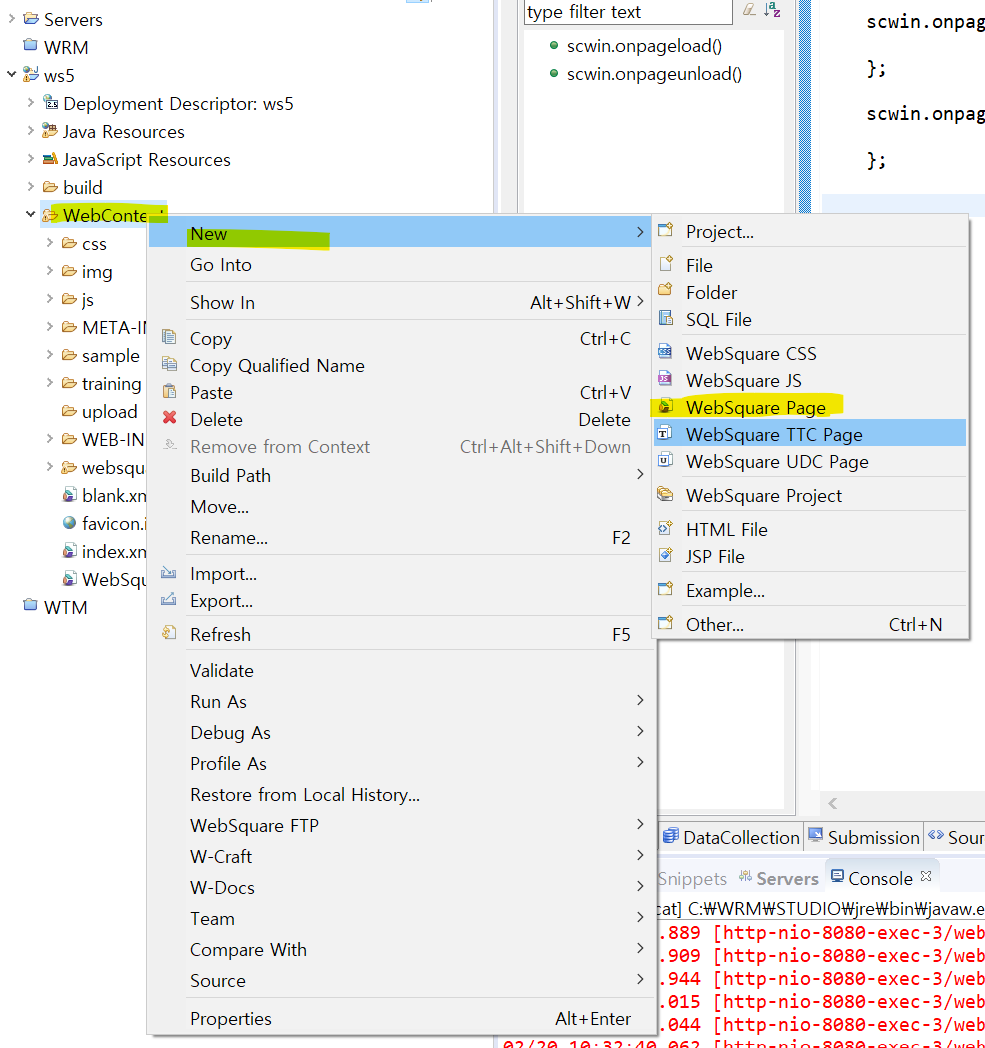 Servers
WRM
ws5
Deployment Descriptor: ws5
Java Resources
JavaScript Resources
build
WebConte
css
img
js
META-I
sample
training
upload
WEB-IN
websqu
blank.xm
favicon.i
index.xm
WebSqu
WTM
New
Go Into
Show In Alt+Shift+W
Copy Ctrl+C
Copy Qualified Name
Paste Ctrl+V
Delete Delete
Remove from Context Ctrl+Alt+Shift+Down
Build Path
Move...
Rename... F2
Import...
Export...
Refresh F5
Validate
Run As
Debug As
Profile As
Restore from Local History...
WebSquare FTP
W-Craft
W-Docs
Team
Compare With
Source
Properties Alt+Enter
type filter text
scwin.onpageload()
scwin.onpageunload()
Project...
File
Folder
SQL File
WebSquare CSS
WebSquare JS
WebSquare Page
WebSquare TTC Page
WebSquare UDC Page
WebSquare Project
HTML File
JSP File
Example...
Other... Ctrl+N
scwin.onpag
};
scwin.onpag
};
DataCollection Submission Sour
Snippets Servers Console
cat] C:₩WRM₩STUDIO₩jre₩bin₩javaw.e
.889 [http-nio-8080-exec-3/web
.909 [http-nio-8080-exec-3/web
.944 [http-nio-8080-exec-3/web
.015 [http-nio-8080-exec-3/web
.044 [http-nio-8080-exec-3/web
02/20 10:32:40.062 [http-nio-8080-exec-3/web